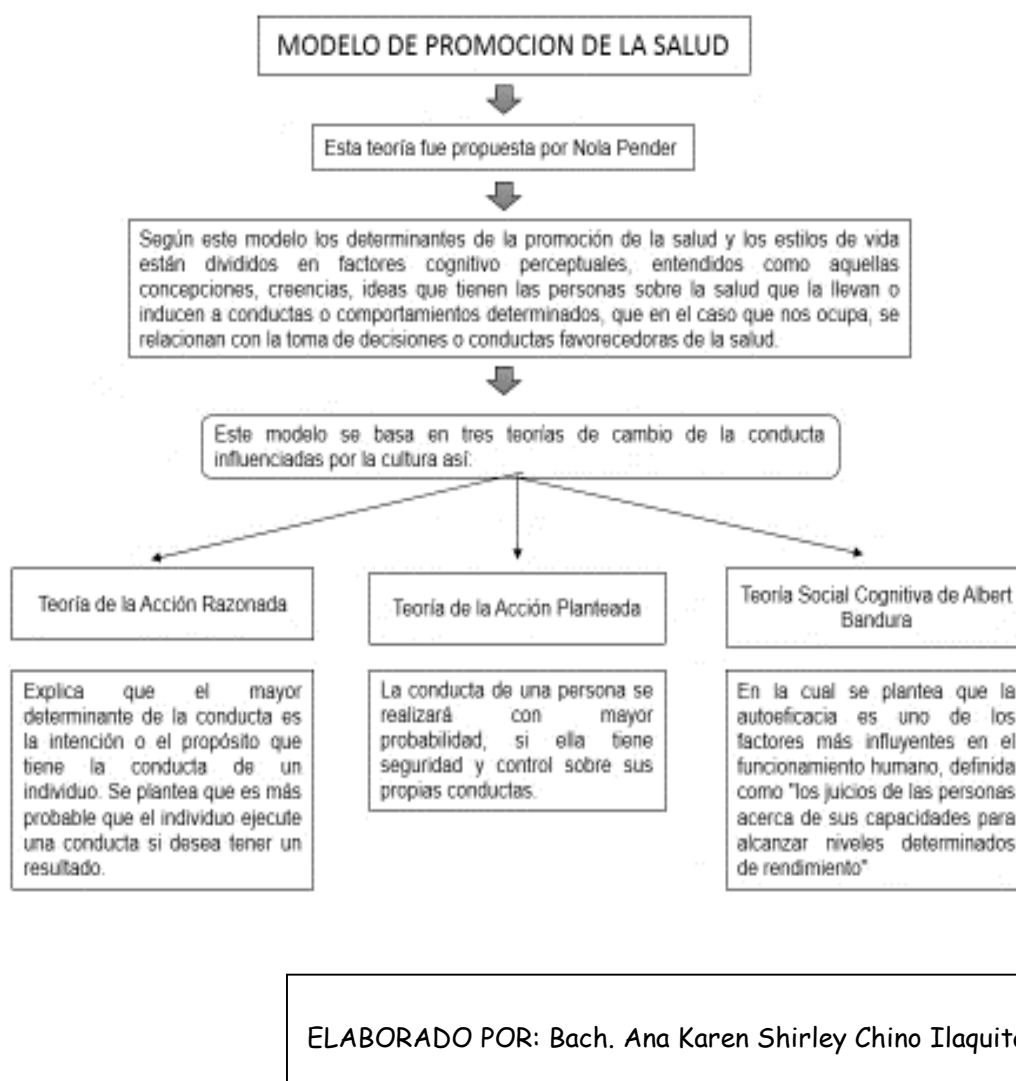 MODELO DE PROMOCION DE LA SALUD
Esta teoría fue propuesta por Nola Pender
Según este modelo los determinantes de la promoción de la salud y los estilos de vida
están divididos en factores cognitivo perceptuales, entendidos como aquellas
concepciones, creencias, ideas que tienen las personas sobre la salud que la llevan o
inducen a conductas o comportamientos determinados, que en el caso que nos ocupa, se
relacionan con la toma de decisiones o conductas favorecedoras de la salud.
Este modelo se basa en tres teorías de cambio de la conducta
influenciadas por la cultura así:
Teoría de la Acción Razonada
Explica que el mayor
determinante de la conducta es
la intención o el propósito que
tiene la conducta de un
individuo. Se plantea que es más
probable que el individuo ejecute
una conducta si desea tener un
resultado.
Teoría de la Acción Planteada
La conducta de una persona se
realizará con mayor
probabilidad, si ella tiene
seguridad y control sobre sus
propias conductas.
Teoría Social Cognitiva de Albert
Bandura
En la cual se plantea que la
autoeficacia es uno de los
factores más influyentes en el
funcionamiento humano, definida
como "los juicios de las personas
acerca de sus capacidades para
alcanzar niveles determinados
de rendimiento"
ELABORADO POR: Bach. Ana Karen Shirley Chino